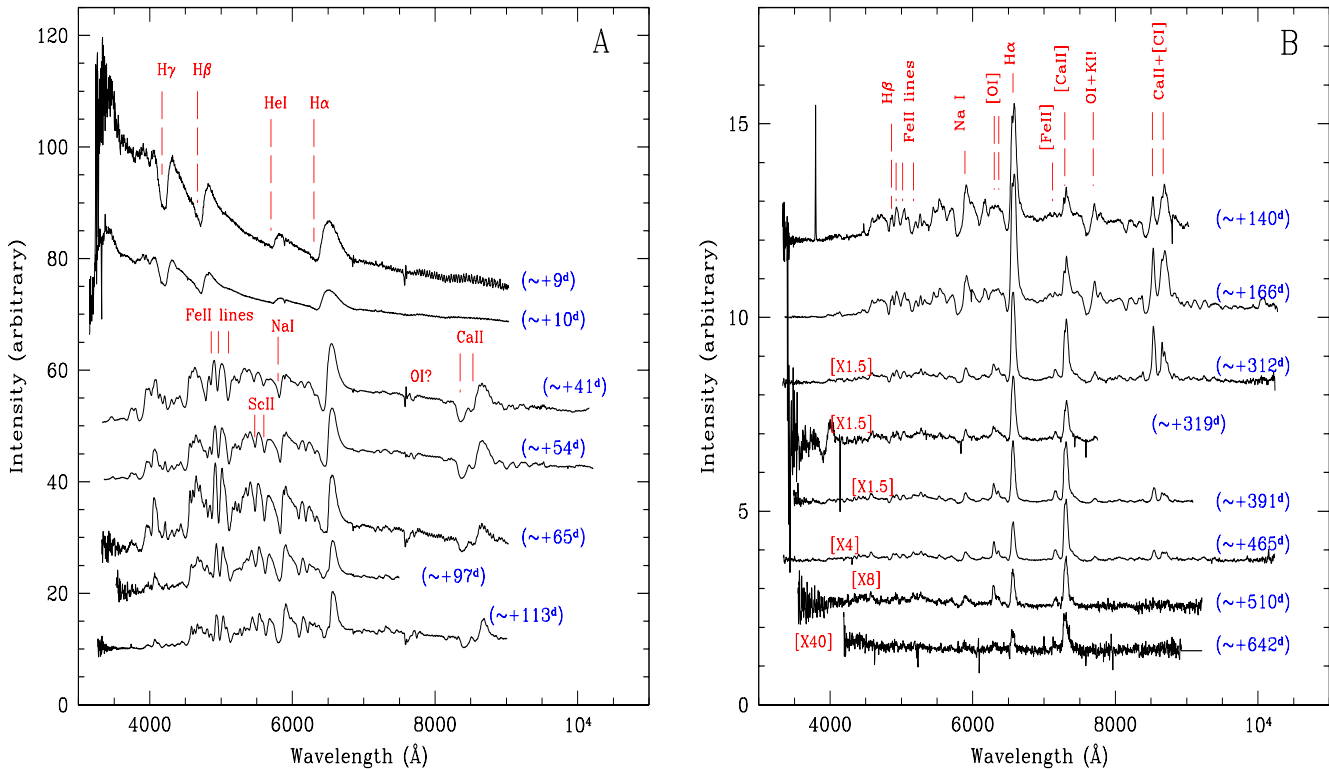 A
120
Hγ Hβ
HeI Hα
100
80
(∼+9ᵈ)
(∼+10ᵈ)
FeII lines NaI CaII
60
OI?
(∼+41ᵈ)
ScII
(∼+54ᵈ)
40
(∼+65ᵈ)
(∼+97ᵈ)
20
(∼+113ᵈ)
0
4000 6000 8000 10⁴
Wavelength (Å)
Intensity (arbitrary)
B
Hβ
FeII lines
Na I
[OI]
Hα
[FeII]
[CaII]
OI+KI!
CaII+[CI]
15
(∼+140ᵈ)
(∼+166ᵈ)
10
[X1.5] (∼+312ᵈ)
[X1.5] (∼+319ᵈ)
[X1.5] (∼+391ᵈ)
5
[X4] (∼+465ᵈ)
[X8] (∼+510ᵈ)
[X40] (∼+642ᵈ)
0
4000 6000 8000 10⁴
Wavelength (Å)
Intensity (arbitrary)